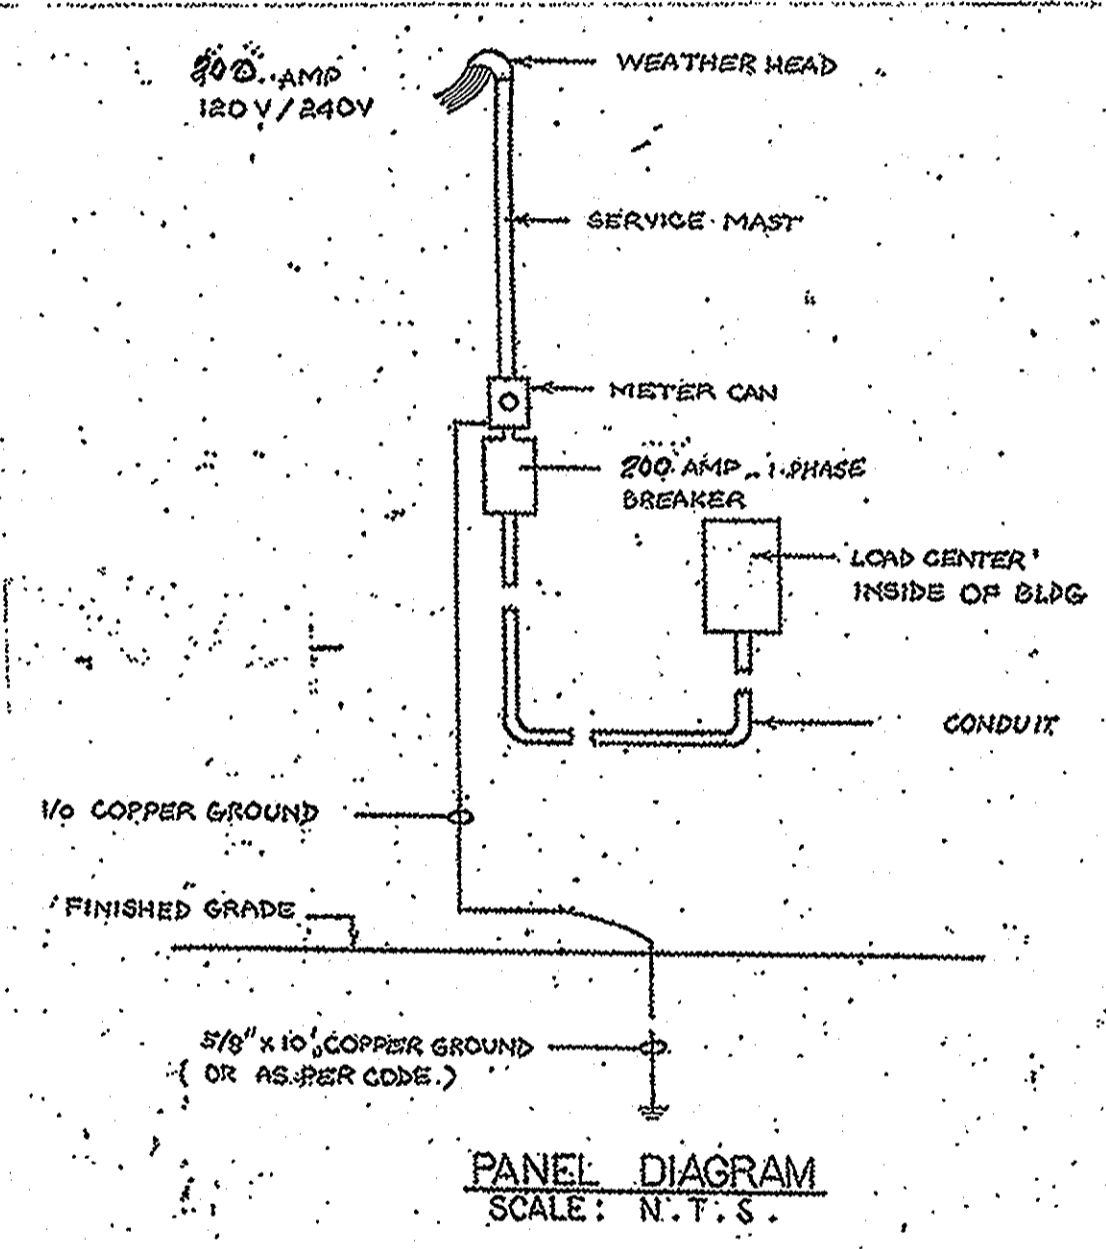 200 AMP
120 V / 240V
WEATHER HEAD
SERVICE MAST
METER CAN
200 AMP 1-PHASE
BREAKER
LOAD CENTER
INSIDE OF BLDG
CONDUIT
1/0 COPPER GROUND
FINISHED GRADE
5/8" X 10' COPPER GROUND
( OR AS PER CODE.)
PANEL DIAGRAM
SCALE: N.T.S.